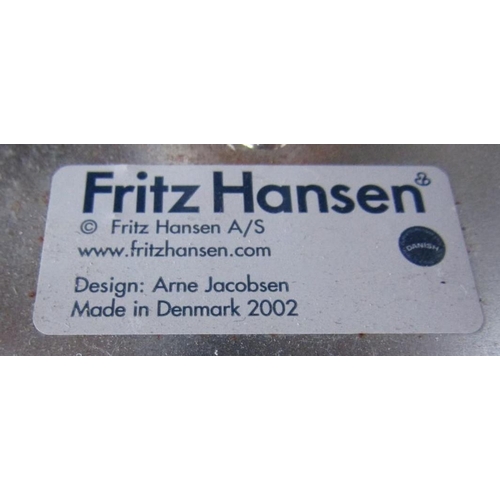 Fritz Hansen
© Fritz Hansen A/S
www.fritzhansen.com
DANISH
Design: Arne Jacobsen
Made in Denmark 2002